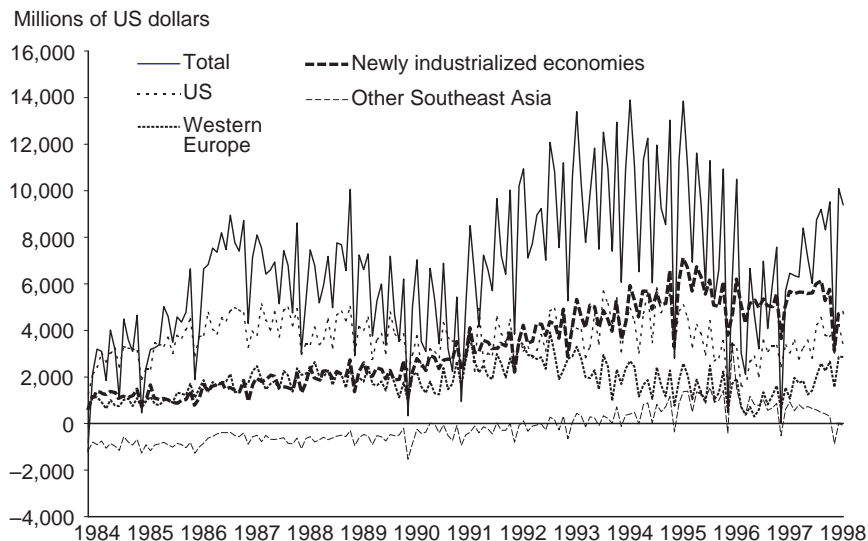 Millions of US dollars
16,000
14,000
12,000
10,000
8,000
6,000
4,000
2,000
0
–2,000
–4,000
Total
US
Western
Europe
Newly industrialized economies
Other Southeast Asia
1984 1985 1986 1987 1988 1989 1990 1991 1992 1993 1994 1995 1996 1997 1998